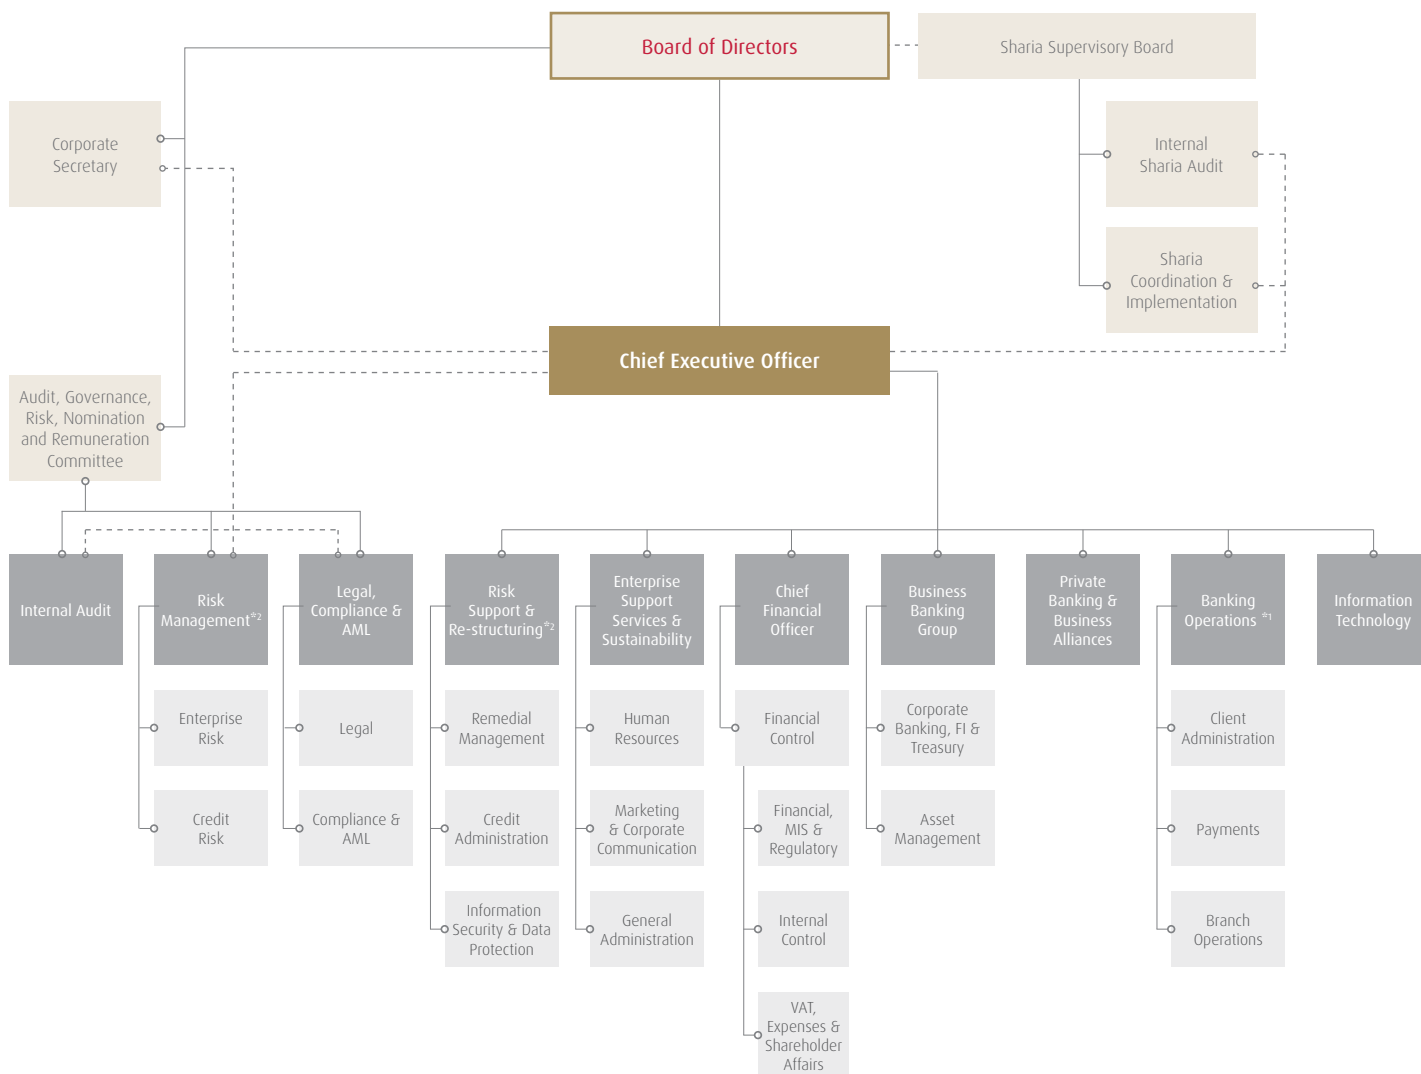 Board of Directors
Sharia Supervisory Board
Corporate
Secretary
Internal
Sharia Audit
Sharia
Coordination &
Implementation
Chief Executive Officer
Audit, Governance,
Risk, Nomination
and Remuneration
Committee
Internal Audit
Risk
Management*2
Legal,
Compliance &
AML
Risk
Support &
Re-structuring*2
Enterprise
Support
Services &
Sustainability
Chief
Financial
Officer
Business
Banking
Group
Private
Banking &
Business
Alliances
Banking
Operations *1
Information
Technology
Enterprise
Risk
Legal
Remedial
Management
Human
Resources
Financial
Control
Corporate
Banking, FI &
Treasury
Client
Administration
Credit
Risk
Compliance &
AML
Credit
Administration
Marketing
& Corporate
Communication
Financial,
MIS &
Regulatory
Asset
Management
Payments
Information
Security & Data
Protection
General
Administration
Internal
Control
Branch
Operations
VAT,
Expenses &
Shareholder
Affairs